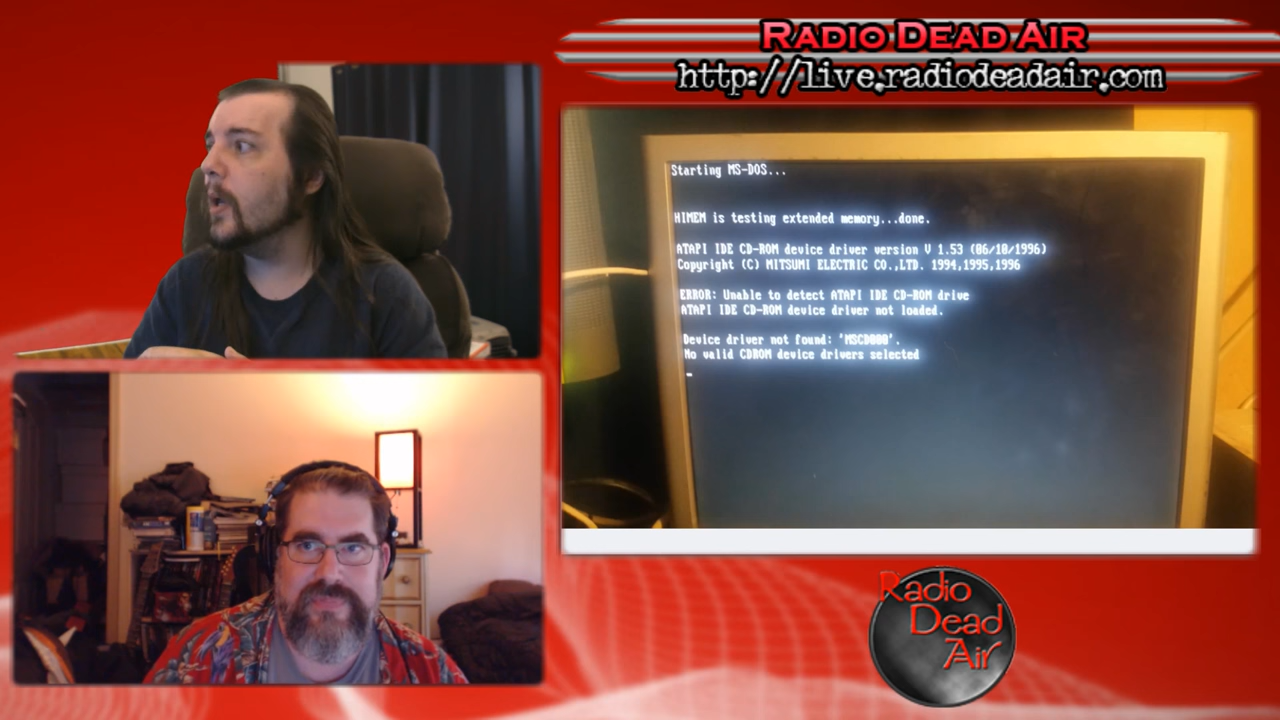 Radio Dead Air
http://live.radiodeadair.com
Starting MS-DOS...
HIMEM is testing extended memory...done.
ATAPI IDE CD-ROM device driver version V 1.53 (06/10/1996)
Copyright (C) MITSUMI ELECTRIC CO.,LTD. 1994,1995,1996
ERROR: Unable to detect ATAPI IDE CD-ROM drive
ATAPI IDE CD-ROM device driver not loaded.
Device driver not found: 'MSCD000'.
No valid CDROM device drivers selected
Radio
Dead
Air